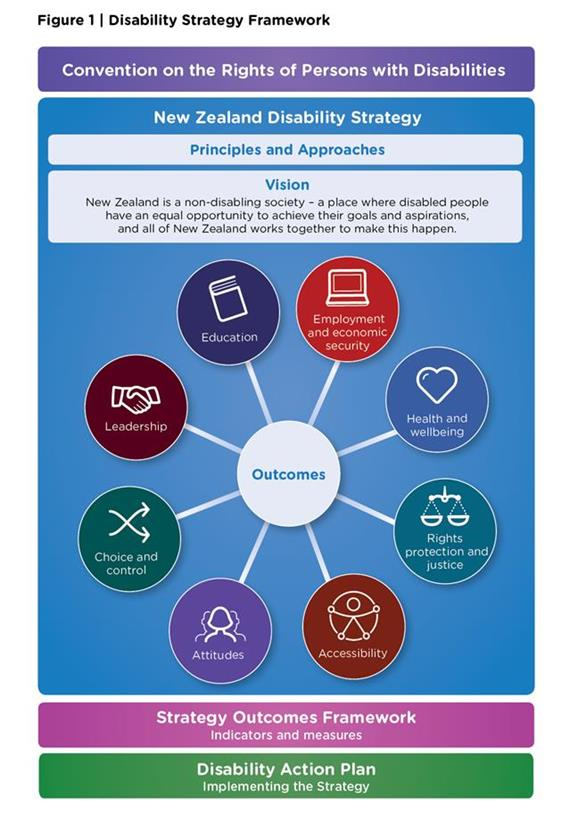 Figure 1 | Disability Strategy Framework
Convention on the Rights of Persons with Disabilities
New Zealand Disability Strategy
Principles and Approaches
Vision
New Zealand is a non-disabling society – a place where disabled people
have an equal opportunity to achieve their goals and aspirations,
and all of New Zealand works together to make this happen.
Education
Employment
and economic
security
Health and
wellbeing
Rights
protection and
justice
Accessibility
Attitudes
Choice and
control
Leadership
Outcomes
Strategy Outcomes Framework
Indicators and measures
Disability Action Plan
Implementing the Strategy